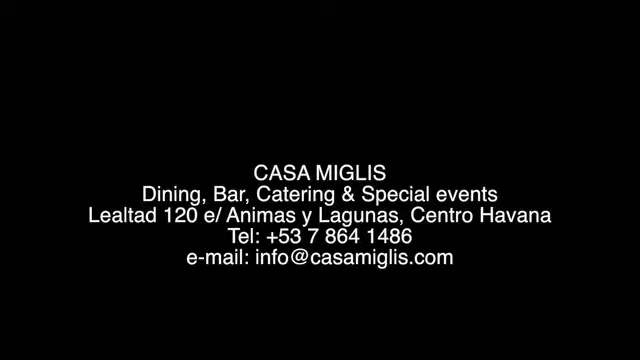 CASA MIGLIS
Dining, Bar, Catering & Special events
Lealtad 120 e/ Animas y Lagunas, Centro Havana
Tel: +53 7 864 1486
e-mail: info@casamiglis.com